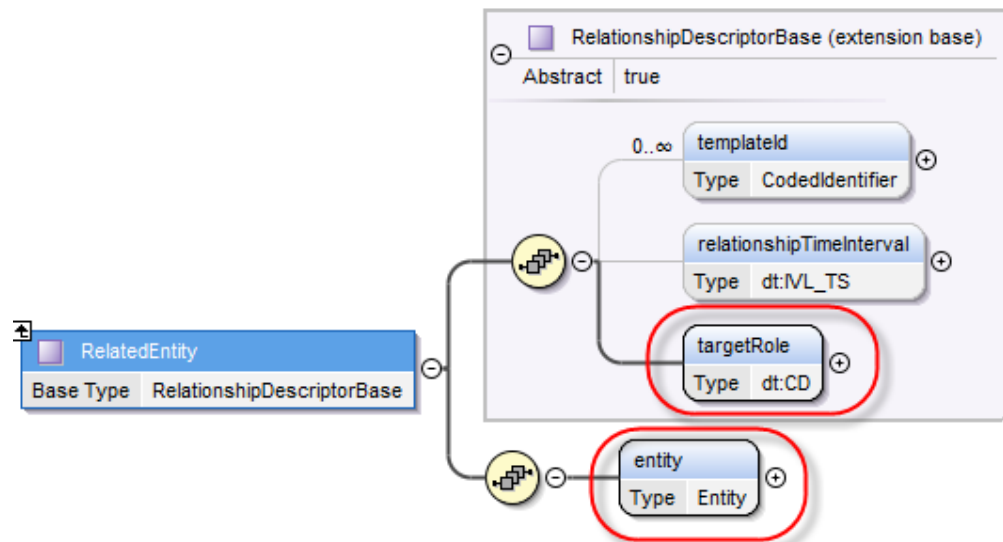 RelationshipDescriptorBase (extension base)
Abstract true
0..∞ templateId
Type CodedIdentifier
relationshipTimeInterval
Type dt:IVL_TS
targetRole
Type dt:CD
RelatedEntity
Base Type RelationshipDescriptorBase
entity
Type Entity